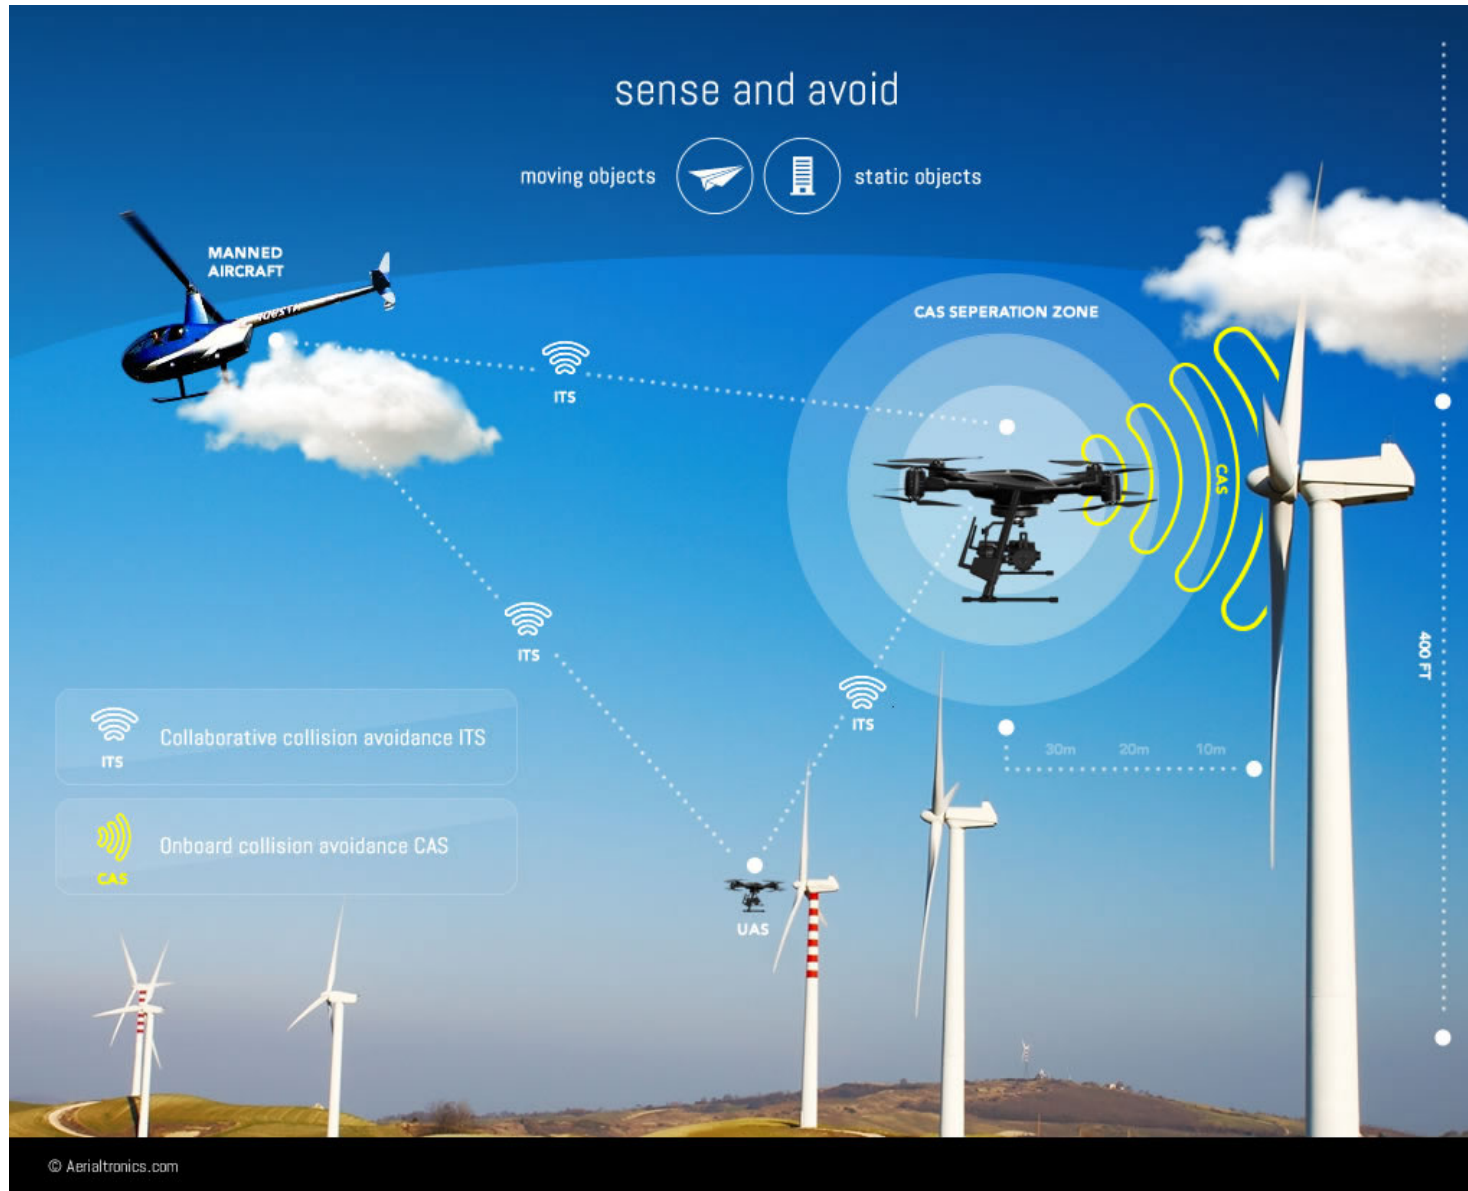 sense and avoid
moving objects
static objects
MANNED
AIRCRAFT
CAS SEPERATION ZONE
ITS
CAS
ITS
400 FT
ITS
ITS
Collaborative collision avoidance ITS
30m
20m
10m
CAS
Onboard collision avoidance CAS
UAS
© Aerialtronics.com